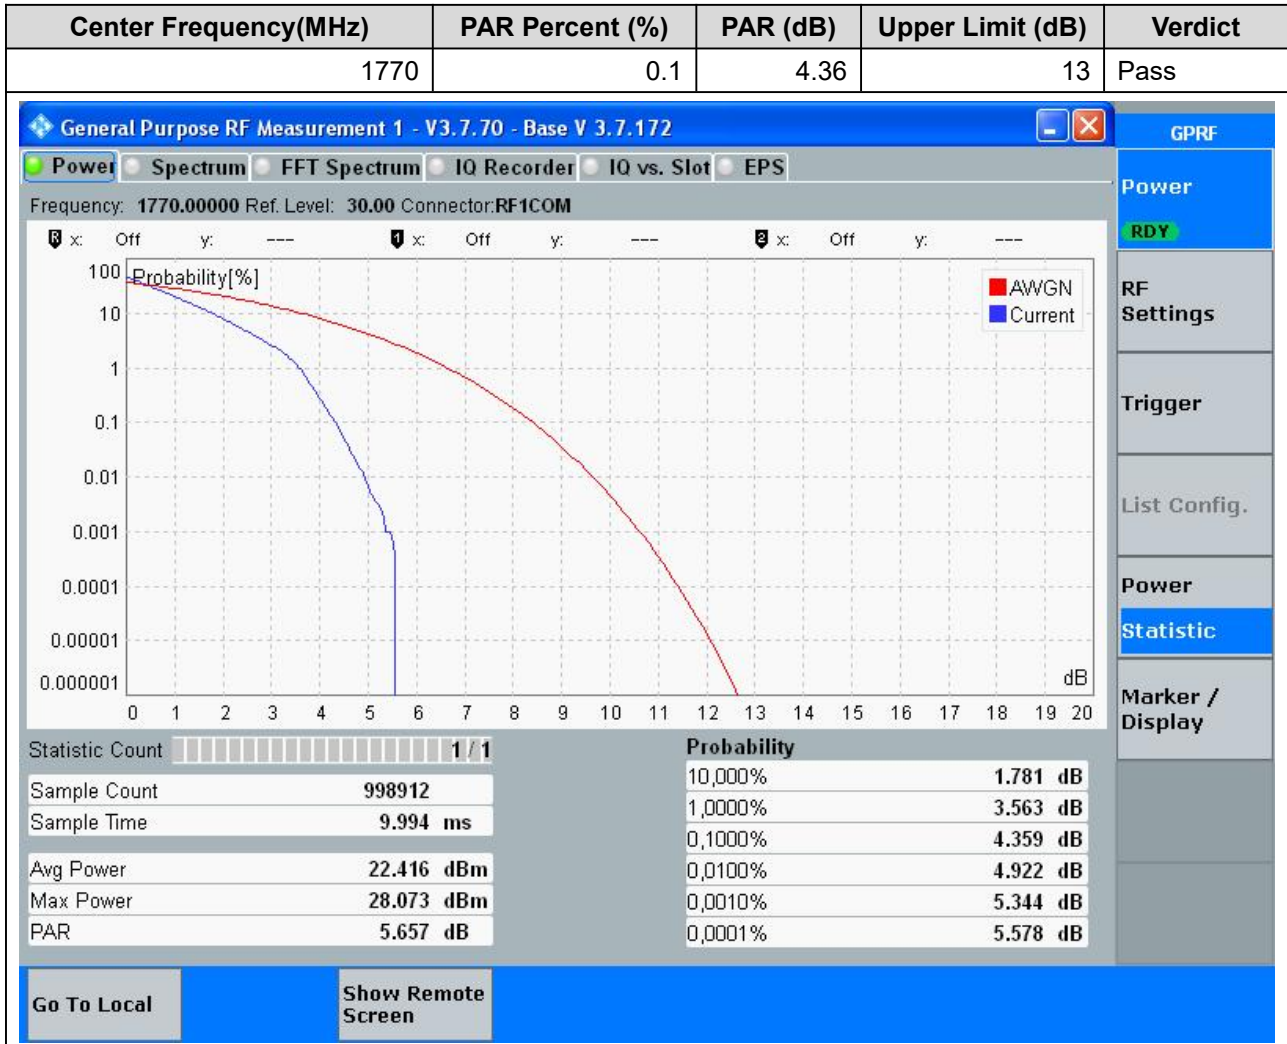 Center Frequency(MHz) PAR Percent (%) PAR (dB) Upper Limit (dB) Verdict
1770 0.1 4.36 13 Pass
General Purpose RF Measurement 1 - V3.7.70 - Base V 3.7.172
GPRF
Power Spectrum FFT Spectrum IQ Recorder IQ vs. Slot EPS
Power
RDY
Frequency: 1770.00000 Ref. Level: 30.00 Connector:RF1COM
R x: Off y: --- 1 x: Off y: --- 2 x: Off y: ---
Probability[%]
AWGN
Current
100
10
1
0.1
0.01
0.001
0.0001
0.00001
0.000001
dB
0 1 2 3 4 5 6 7 8 9 10 11 12 13 14 15 16 17 18 19 20
RF
Settings
Trigger
List Config.
Power
Statistic
Marker /
Display
Statistic Count 1 / 1
Sample Count 998912
Sample Time 9.994 ms
Avg Power 22.416 dBm
Max Power 28.073 dBm
PAR 5.657 dB
Probability
10,000% 1.781 dB
1,0000% 3.563 dB
0,1000% 4.359 dB
0,0100% 4.922 dB
0,0010% 5.344 dB
0,0001% 5.578 dB
Go To Local
Show Remote
Screen